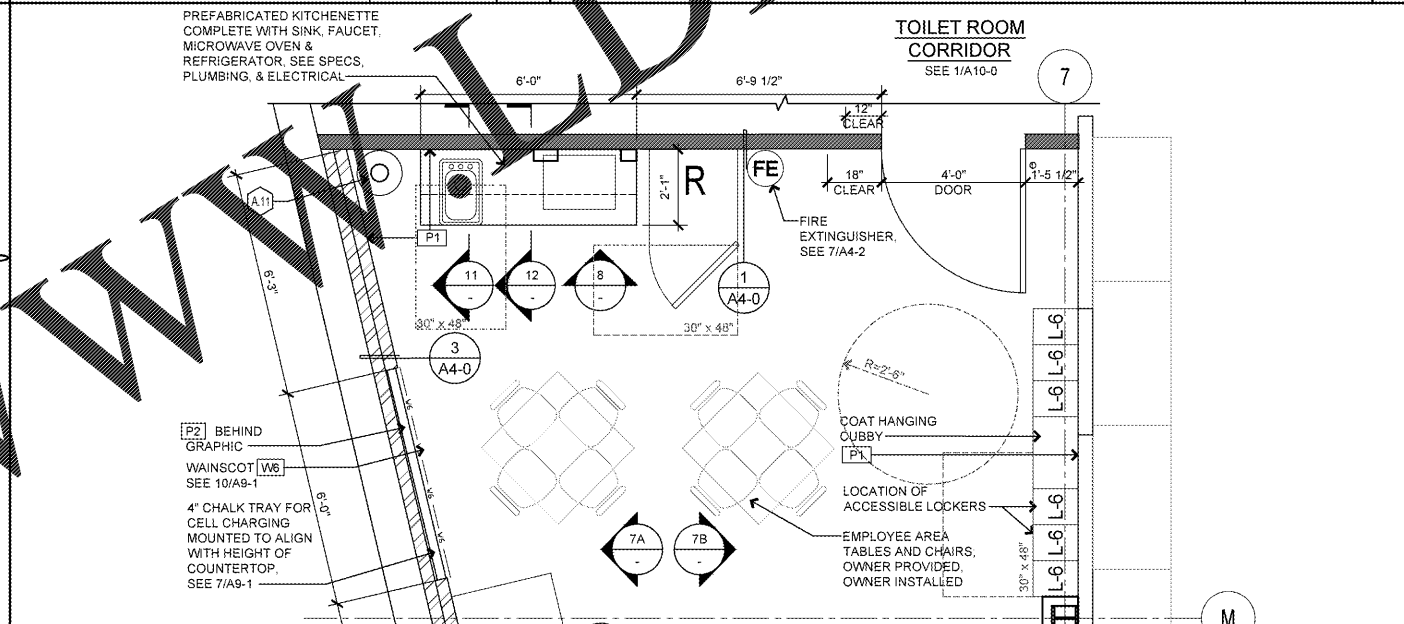 PREFABRICATED KITCHENETTE
COMPLETE WITH SINK, FAUCET,
MICROWAVE OVEN &
REFRIGERATOR, SEE SPECS,
PLUMBING, & ELECTRICAL
TOILET ROOM
CORRIDOR
SEE 1/A10-0
7
6'-0"
6'-9 1/2"
12"
CLEAR
A.11
2'-1"
R
FE
18"
CLEAR
4'-0"
DOOR
1'-5 1/2"
P1
FIRE
EXTINGUISHER,
SEE 7/A4-2
6'-3"
11
-
12
-
8
-
1
A4-0
30" x 48"
30" x 48"
3
A4-0
R=2'-6"
L-6
L-6
L-6
P2 BEHIND
GRAPHIC
WAINSCOT W6
SEE 10/A9-1
COAT HANGING
CUBBY
P1
6'-0"
4" CHALK TRAY FOR
CELL CHARGING
MOUNTED TO ALIGN
WITH HEIGHT OF
COUNTERTOP,
SEE 7/A9-1
LOCATION OF
ACCESSIBLE LOCKERS
L-6
L-6
L-6
30" x 48"
7A
-
7B
-
EMPLOYEE AREA
TABLES AND CHAIRS,
OWNER PROVIDED,
OWNER INSTALLED
M
WWW